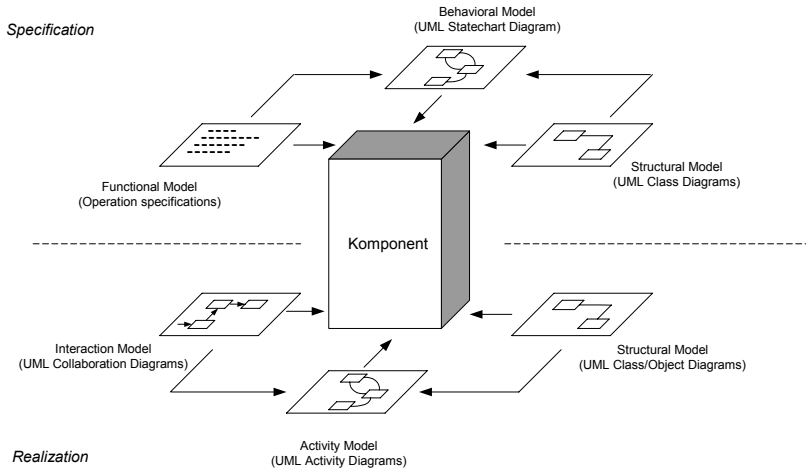 Behavioral Model
(UML Statechart Diagram)
Specification
Functional Model
(Operation specifications)
Structural Model
(UML Class Diagrams)
Komponent
Interaction Model
(UML Collaboration Diagrams)
Structural Model
(UML Class/Object Diagrams)
Activity Model
(UML Activity Diagrams)
Realization